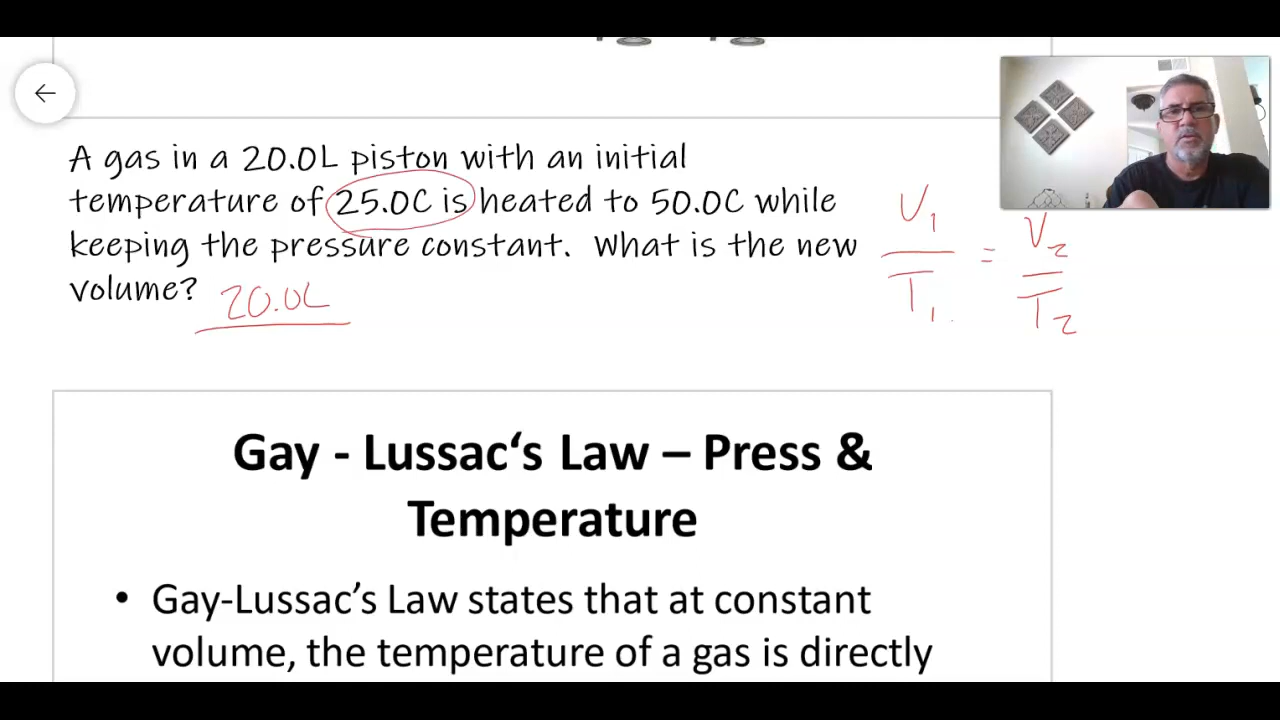 A gas in a 20.0L piston with an initial
temperature of 25.0C is heated to 50.0C while
keeping the pressure constant. What is the new
volume? 20.0L
V1 / T1 = V2 / T2
Gay - Lussac‘s Law – Press &
Temperature
• Gay-Lussac’s Law states that at constant
volume, the temperature of a gas is directly